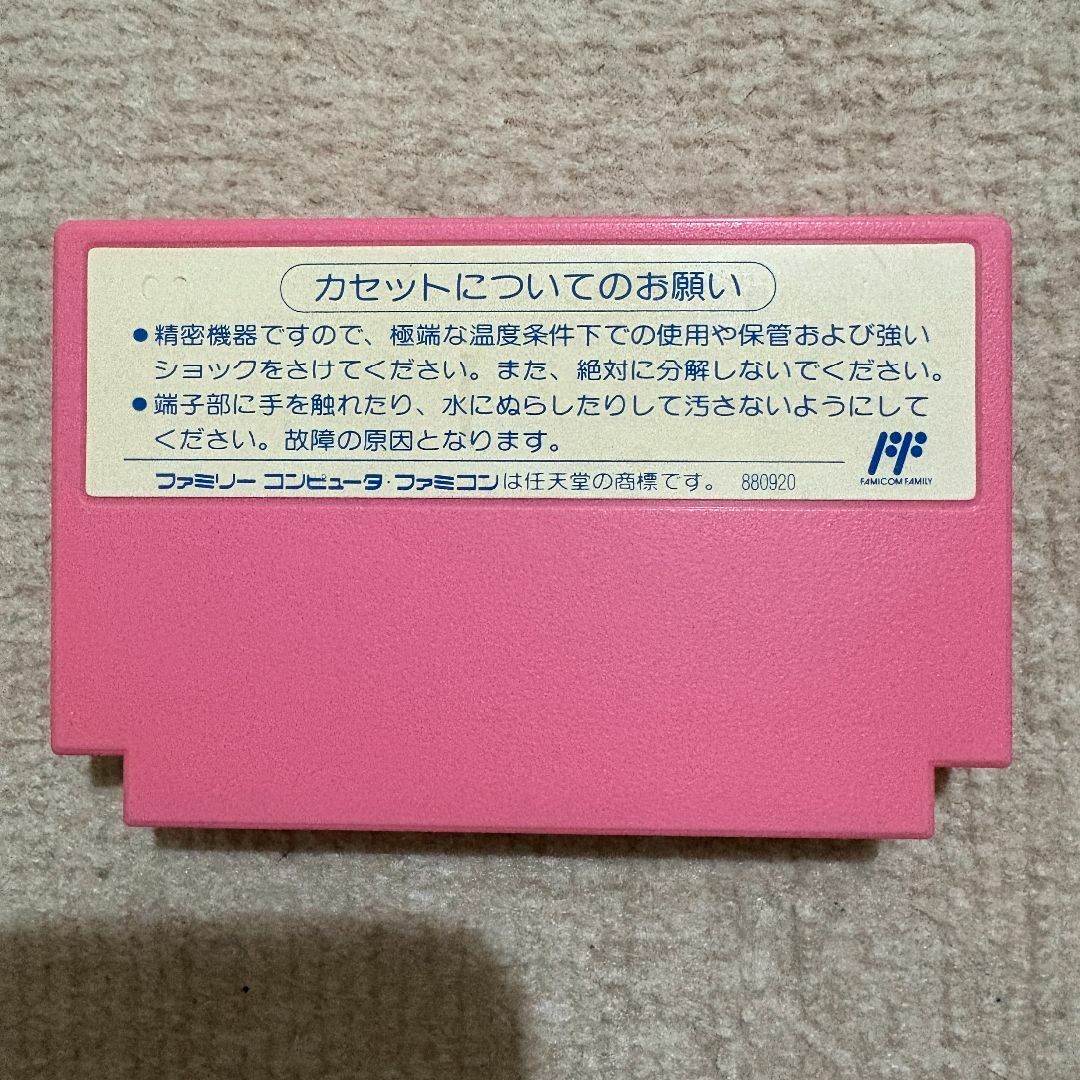 カセットについてのお願い
●精密機器ですので、極端な温度条件下での使用や保管および強い
ショックをさけてください。また、絶対に分解しないでください。
●端子部に手を触れたり、水にぬらしたりして汚さないようにして
ください。故障の原因となります。
ファミリー コンピュータ・ファミコンは任天堂の商標です。 880920
FAMICOM FAMILY